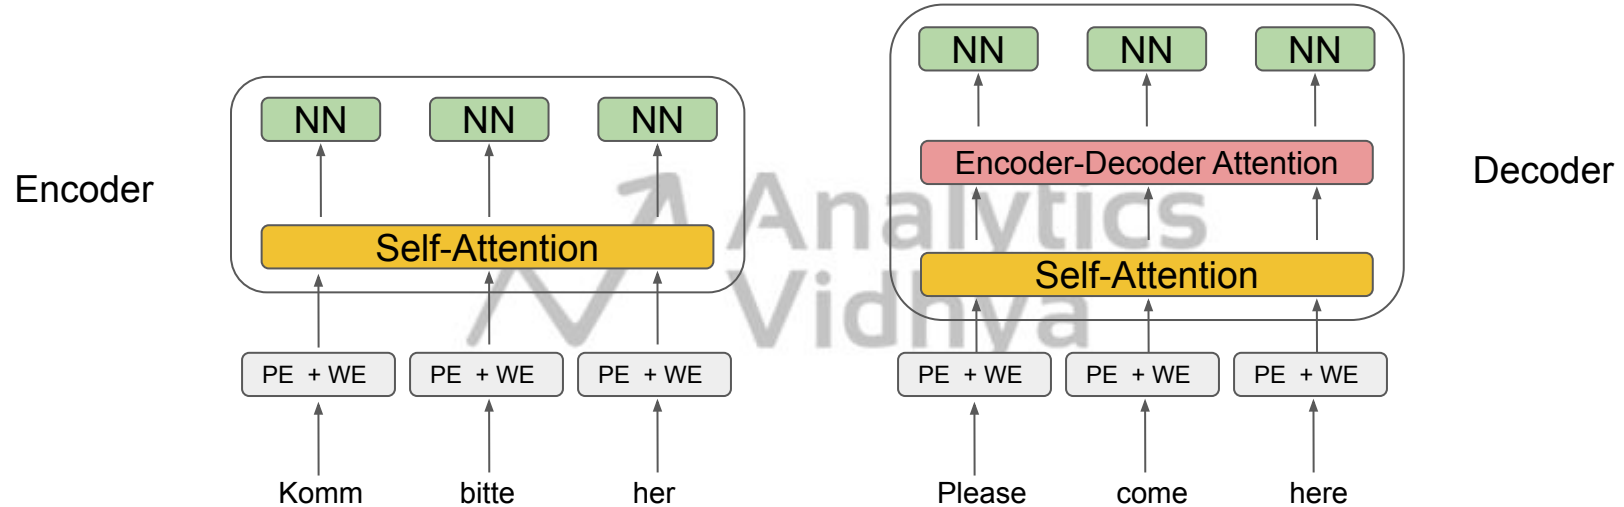 NN NN NN
Encoder-Decoder Attention
Decoder
NN NN NN
Encoder
Self-Attention
Self-Attention
Analytics
Vidhya
PE + WE PE + WE PE + WE
PE + WE PE + WE PE + WE
Komm bitte her
Please come here